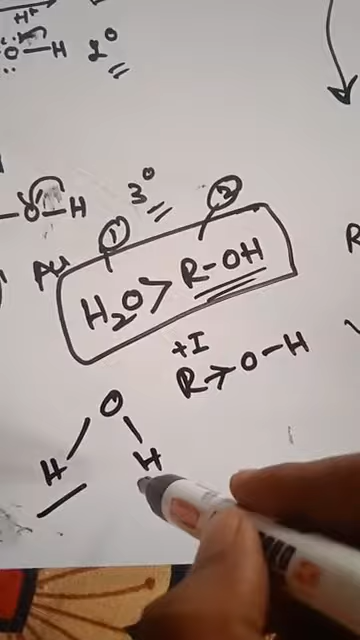 H⁺
O—H 2°
O—H 3°
① ②
H₂O > R-OH
+I
R→O-H
O
H H
R